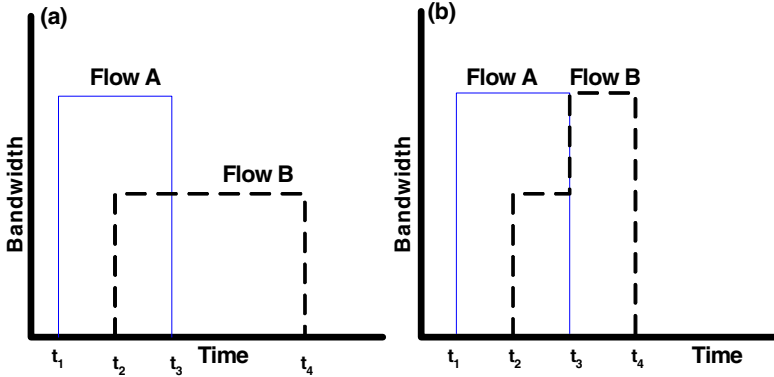 (a)
Flow A
Flow B
Bandwidth
t1 t2 t3 Time t4
(b)
Flow A Flow B
Bandwidth
t1 t2 t3 t4 Time